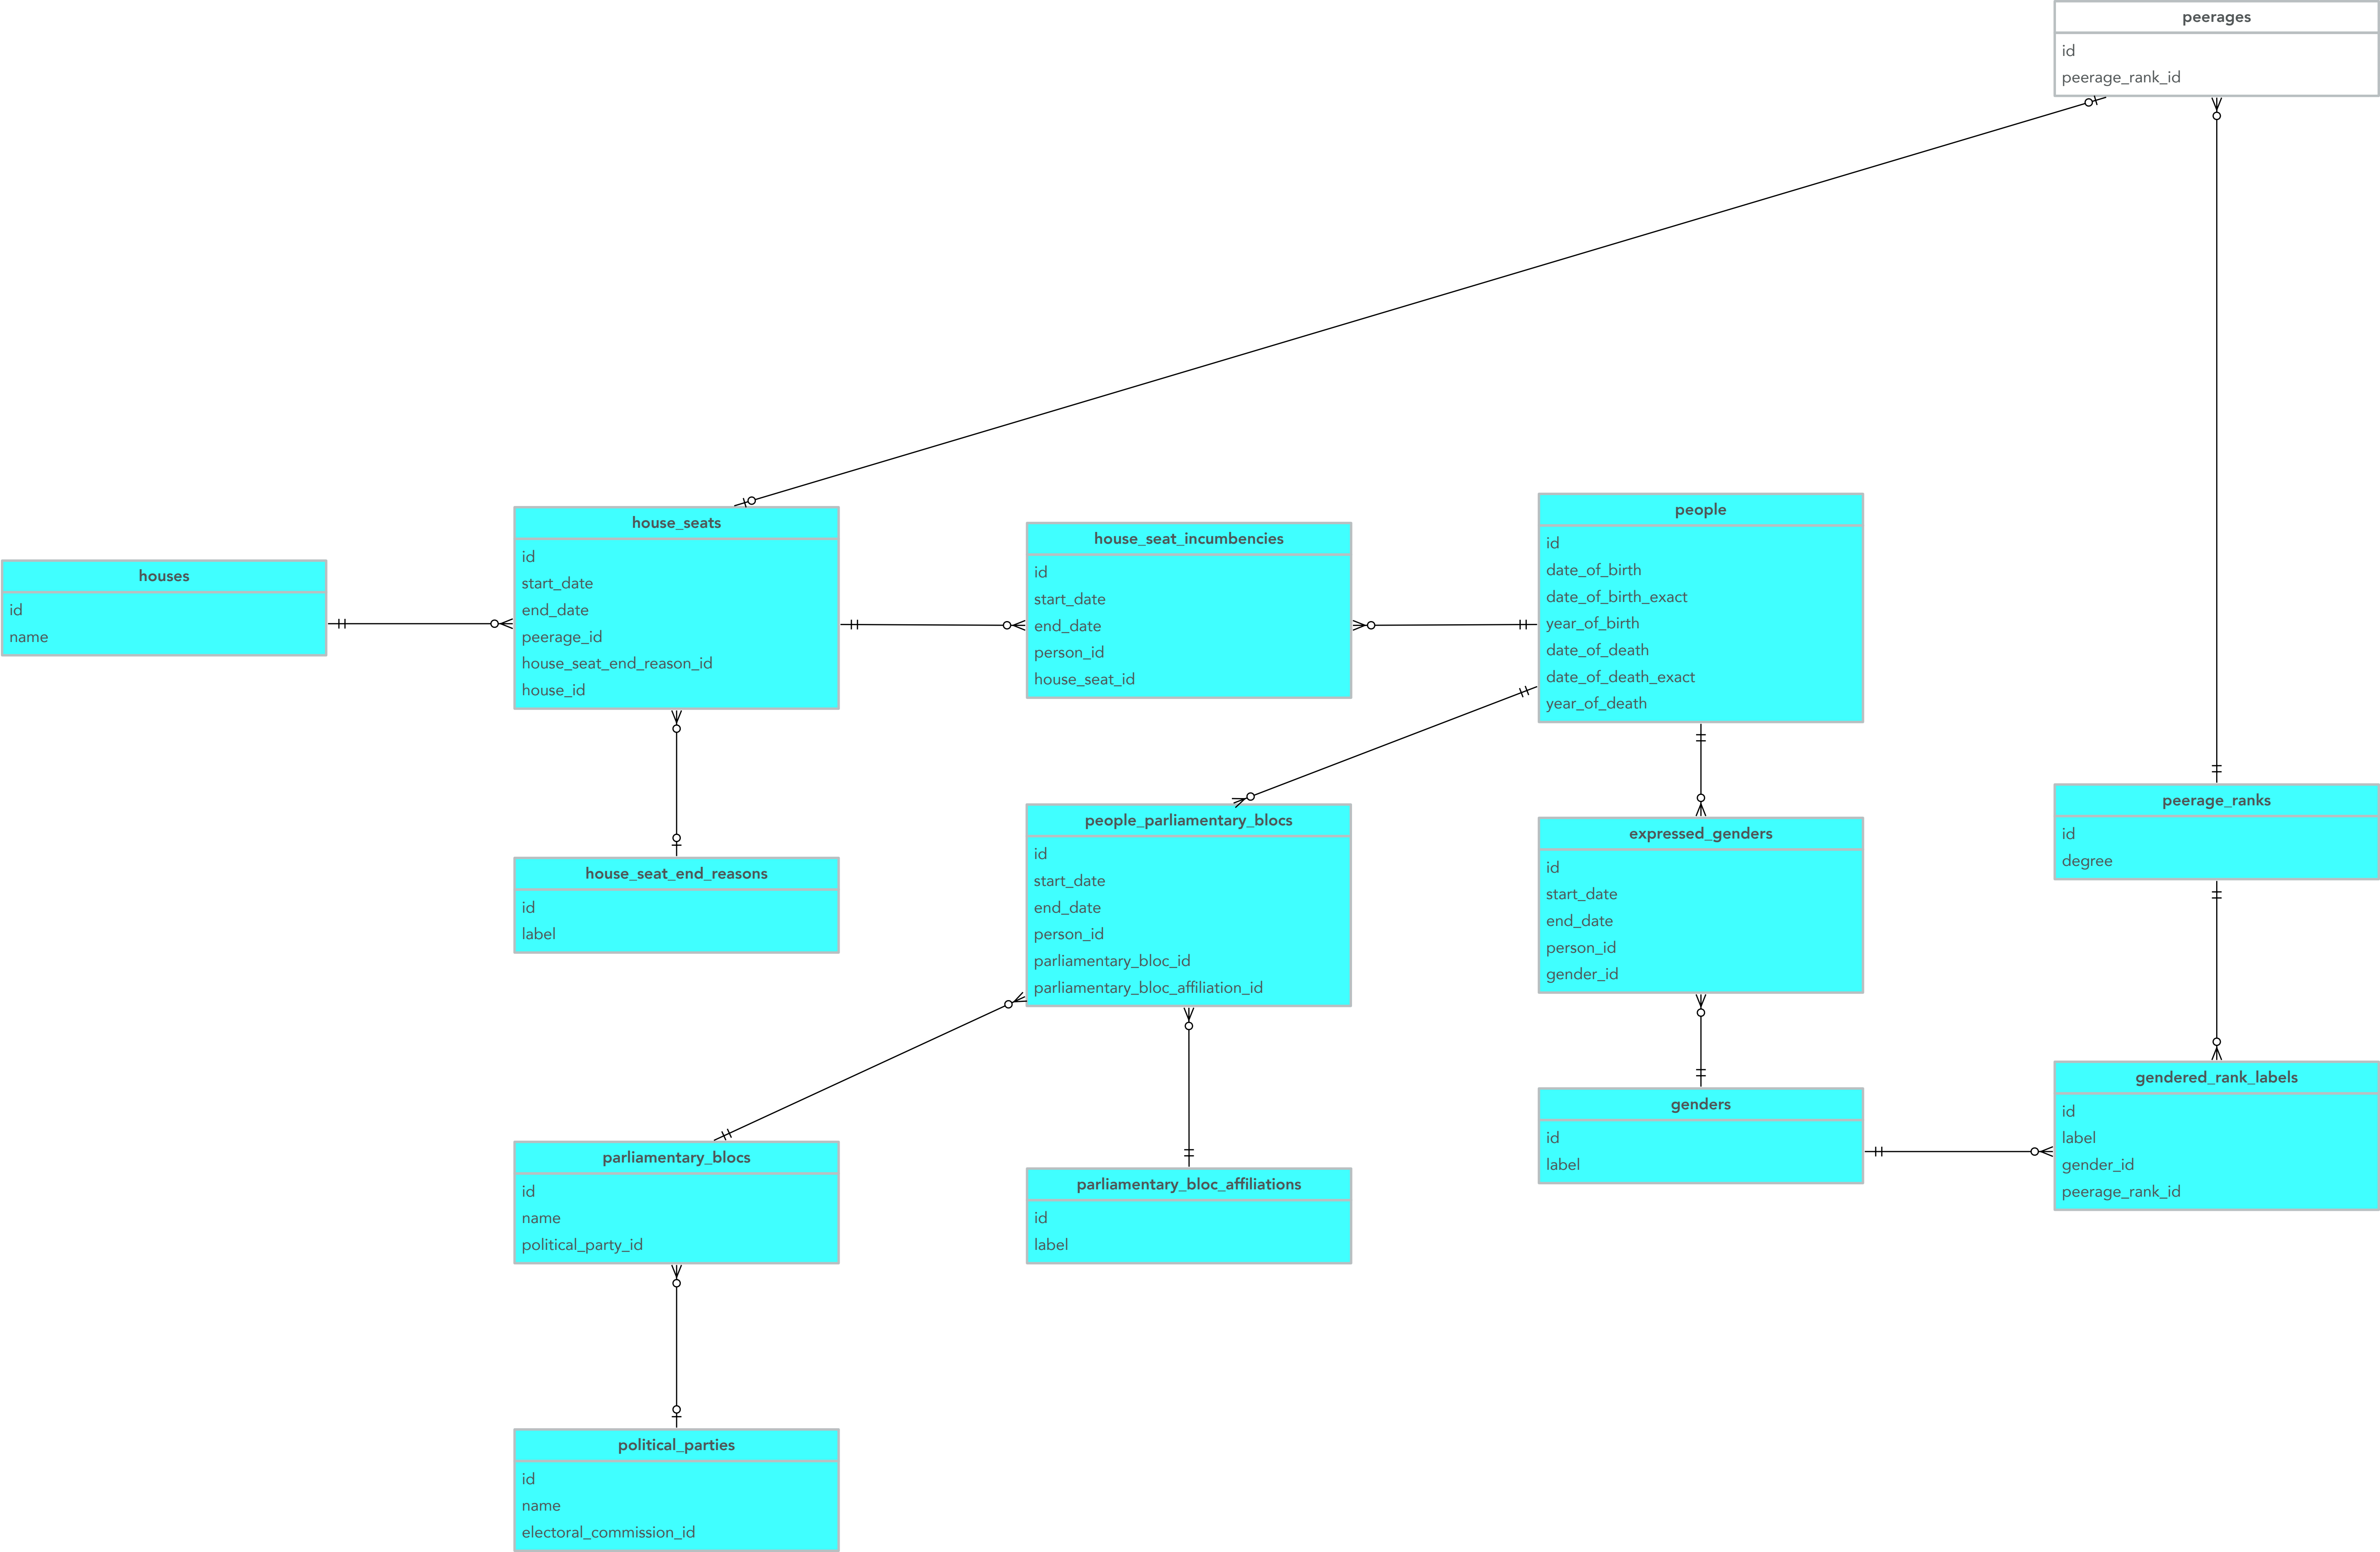 peerages
id
peerage_rank_id
houses
id
name
house_seats
id
start_date
end_date
peerage_id
house_seat_end_reason_id
house_id
house_seat_incumbencies
id
start_date
end_date
person_id
house_seat_id
people
id
date_of_birth
date_of_birth_exact
year_of_birth
date_of_death
date_of_death_exact
year_of_death
house_seat_end_reasons
id
label
people_parliamentary_blocs
id
start_date
end_date
person_id
parliamentary_bloc_id
parliamentary_bloc_affiliation_id
expressed_genders
id
start_date
end_date
person_id
gender_id
peerage_ranks
id
degree
parliamentary_blocs
id
name
political_party_id
parliamentary_bloc_affiliations
id
label
genders
id
label
gendered_rank_labels
id
label
gender_id
peerage_rank_id
political_parties
id
name
electoral_commission_id